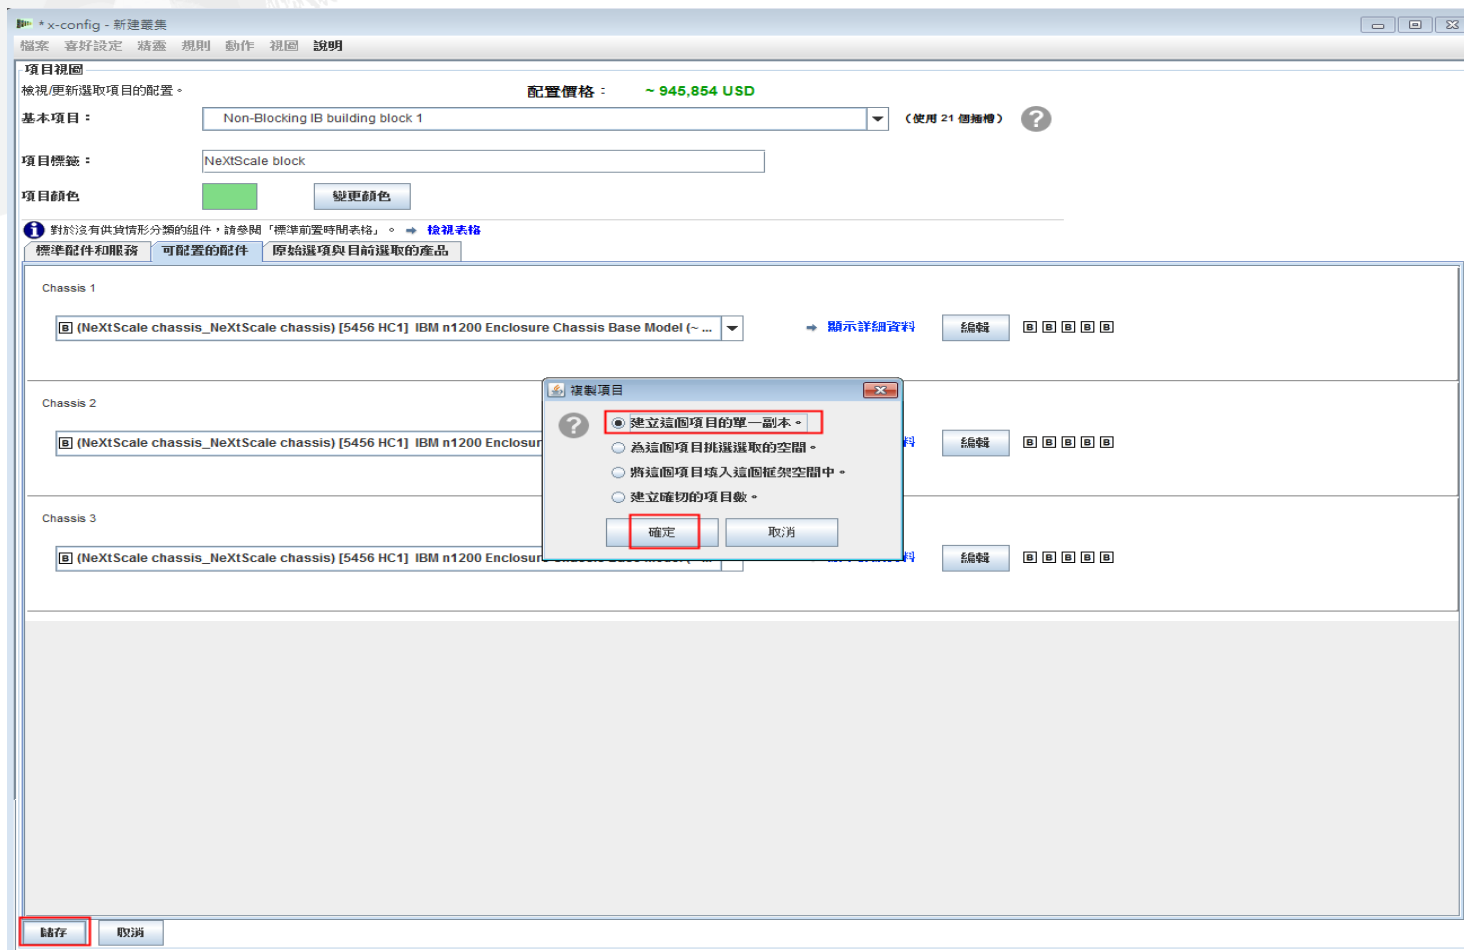 * x-config - 新建叢集
檔案 喜好設定 精靈 規則 動作 視圖 說明
項目視圖
檢視/更新選取項目的配置。
配置價格： ~ 945,854 USD
基本項目： Non-Blocking IB building block 1 （使用 21 個插槽）
項目標籤： NeXtScale block
項目顏色 變更顏色
對於沒有供貨情形分類的組件，請參閱「標準前置時間表格」。 ➡ 檢視表格
標準配件和服務 可配置的配件 原始選項與目前選取的產品
Chassis 1
B (NeXtScale chassis_NeXtScale chassis) [5456 HC1] IBM n1200 Enclosure Chassis Base Model (~ ... ➡ 顯示詳細資料 編輯 B B B B B
Chassis 2
B (NeXtScale chassis_NeXtScale chassis) [5456 HC1] IBM n1200 Enclosur 料 編輯 B B B B B
Chassis 3
B (NeXtScale chassis_NeXtScale chassis) [5456 HC1] IBM n1200 Enclosur 料 編輯 B B B B B
複製項目
建立這個項目的單一副本。
為這個項目挑選選取的空間。
將這個項目填入這個框架空間中。
建立確切的項目數。
確定 取消
儲存 取消